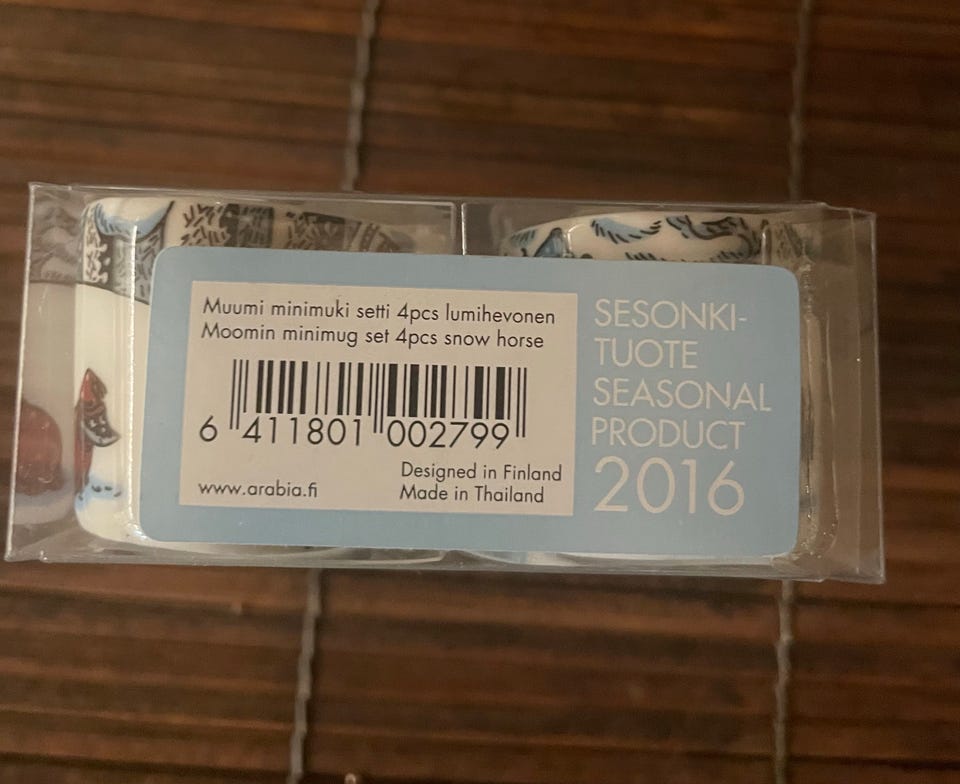 Muumi minimuki setti 4pcs lumihevonen
Moomin minimug set 4pcs snow horse
6 411801 002799
www.arabia.fi
Designed in Finland
Made in Thailand
SESONKI-
TUOTE
SEASONAL
PRODUCT
2016